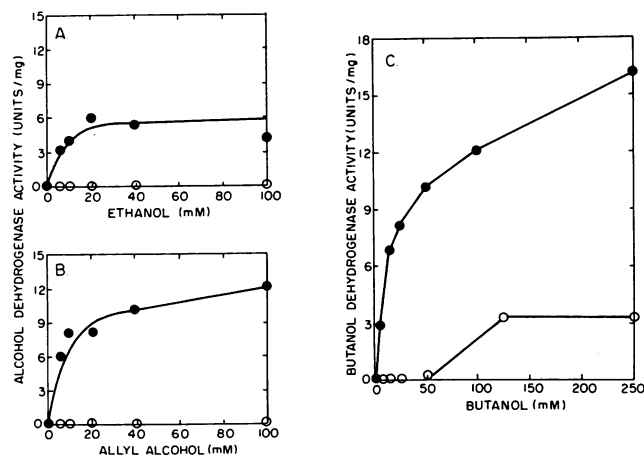 ALCOHOL DEHYDROGENASE ACTIVITY (UNITS/mg)
A.
15
12
9
6
3
0
0 20 40 60 80 100
ETHANOL (mM)
B.
15
12
9
6
3
0
0 20 40 60 80 100
ALLYL ALCOHOL (mM)
BUTANOL DEHYDROGENASE ACTIVITY (UNITS/mg)
C.
18
15
12
9
6
3
0
0 50 100 150 200 250
BUTANOL (mM)